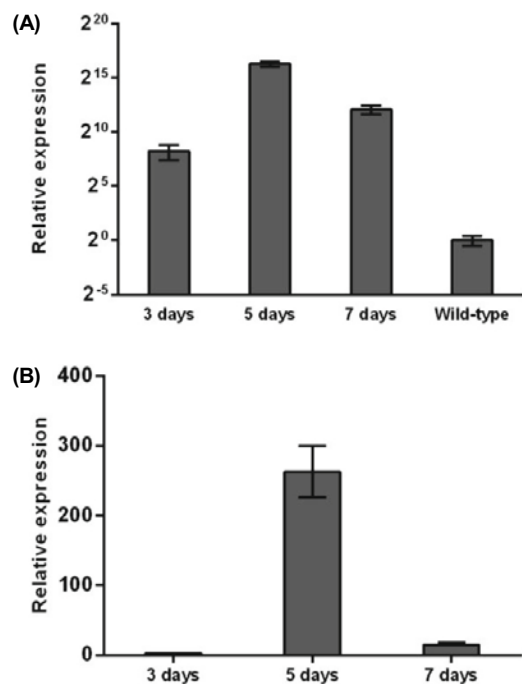 (A)
Relative expression
2^20
2^15
2^10
2^5
2^0
2^-5
3 days 5 days 7 days Wild-type
(B)
Relative expression
400
300
200
100
0
3 days 5 days 7 days